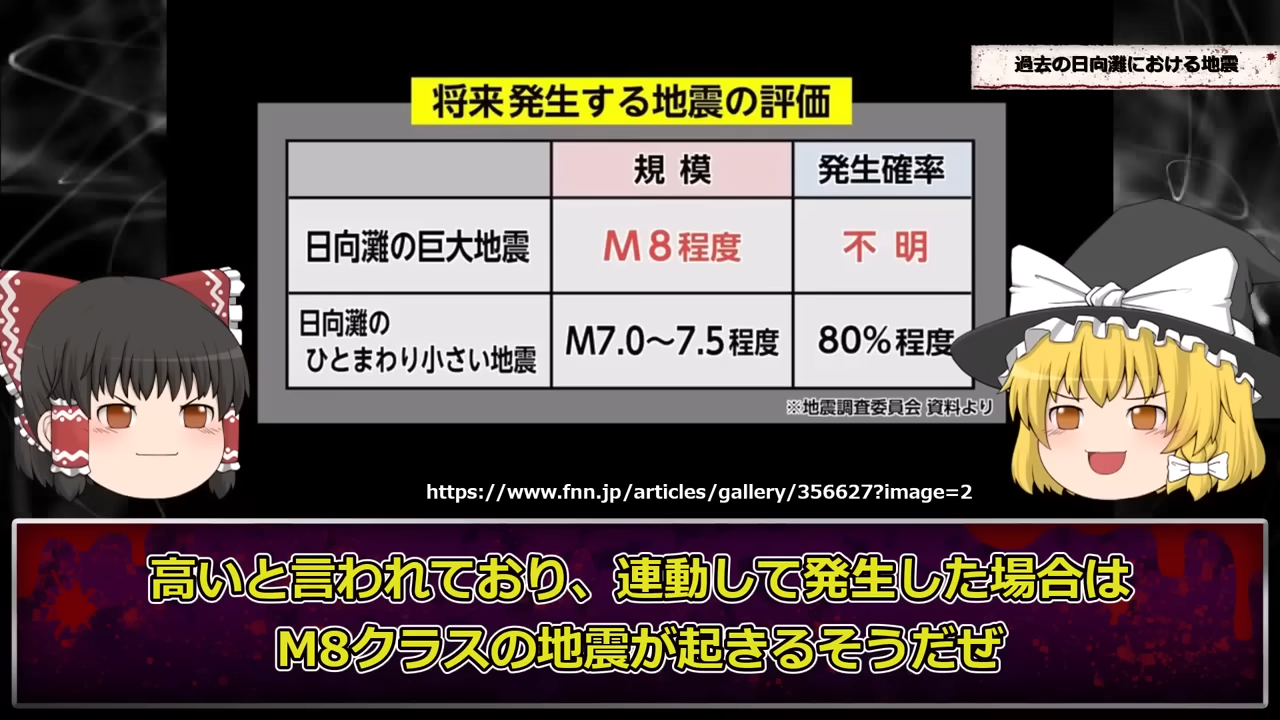 過去の日向灘における地震
将来発生する地震の評価
規模 発生確率
日向灘の巨大地震 M8程度 不明
日向灘の
ひとまわり小さい地震 M7.0～7.5程度 80%程度
※地震調査委員会 資料より
https://www.fnn.jp/articles/gallery/356627?image=2
高いと言われており、連動して発生した場合は
M8クラスの地震が起きるそうだぜ